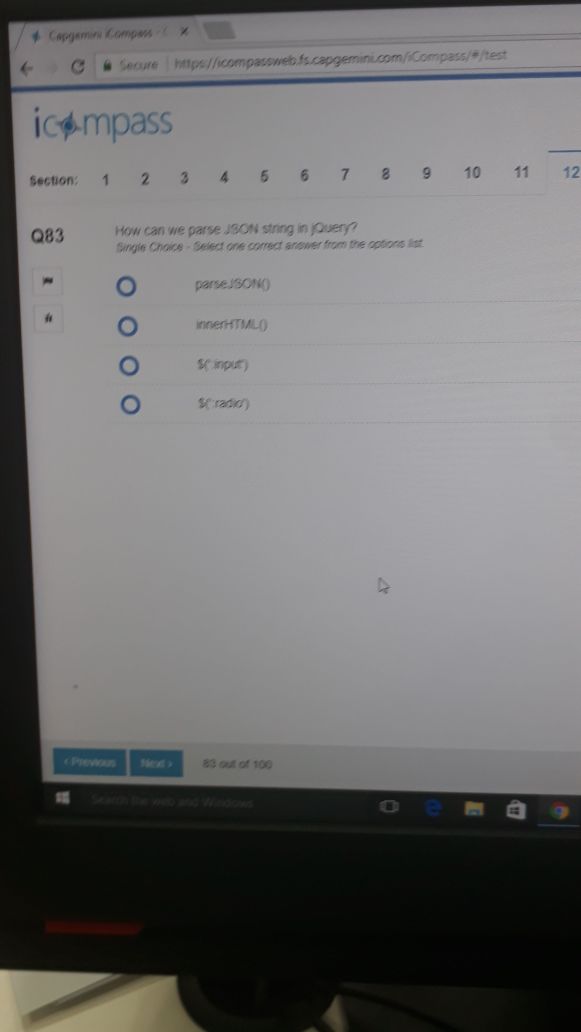 Capgemini iCompass - C
Secure https://icompassweb.fs.capgemini.com/iCompass/#/test
icompass
Section: 1 2 3 4 5 6 7 8 9 10 11 12
Q83 How can we parse JSON string in jQuery?
Single Choice - Select one correct answer from the options list.
parseJSON()
innerHTML()
$(':input')
$(':radio')
‹ Previous Next › 83 out of 100
Search the web and Windows